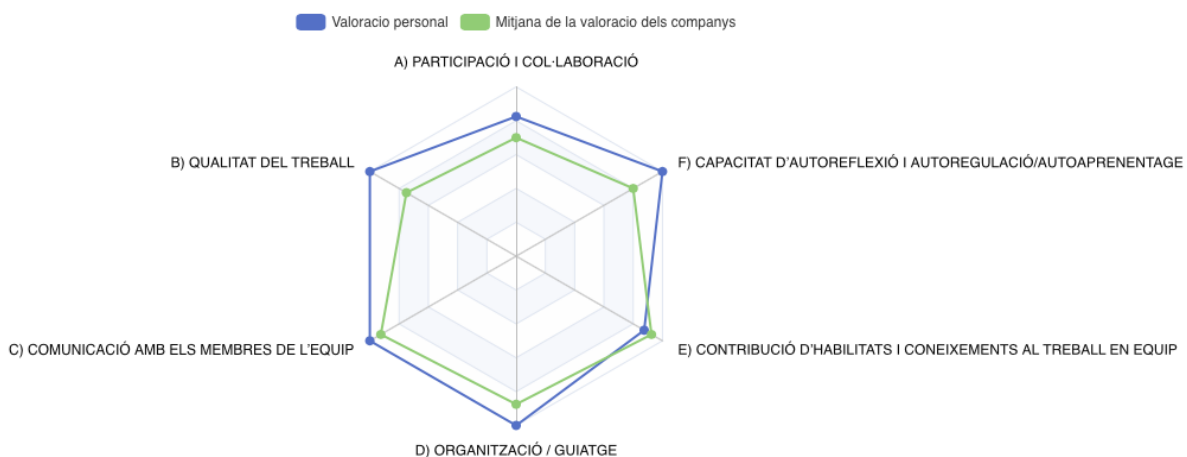 Valoracio personal
Mitjana de la valoracio dels companys
A) PARTICIPACIÓ I COL·LABORACIÓ
B) QUALITAT DEL TREBALL
F) CAPACITAT D'AUTOREFLEXIÓ I AUTOREGULACIÓ/AUTOAPRENENTAGE
C) COMUNICACIÓ AMB ELS MEMBRES DE L'EQUIP
E) CONTRIBUCIÓ D'HABILITATS I CONEIXEMENTS AL TREBALL EN EQUIP
D) ORGANITZACIÓ / GUIATGE